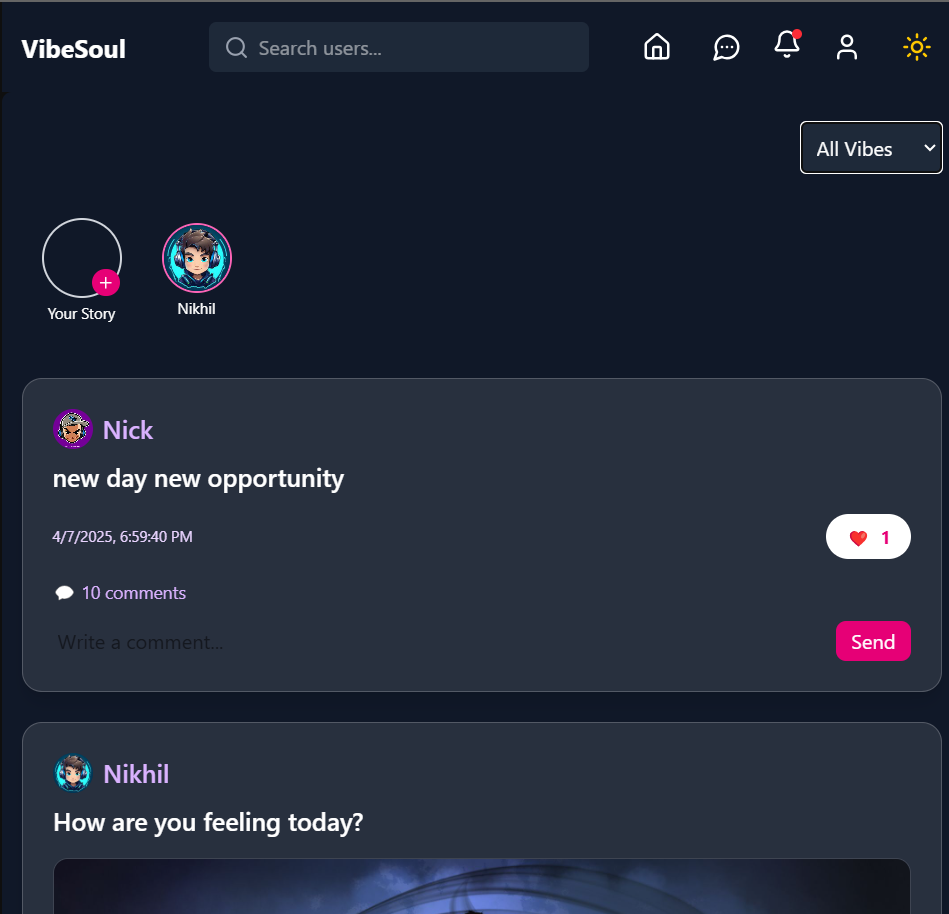 VibeSoul
Search users...
All Vibes
Your Story
Nikhil
Nick
new day new opportunity
4/7/2025, 6:59:40 PM
1
10 comments
Write a comment...
Send
Nikhil
How are you feeling today?